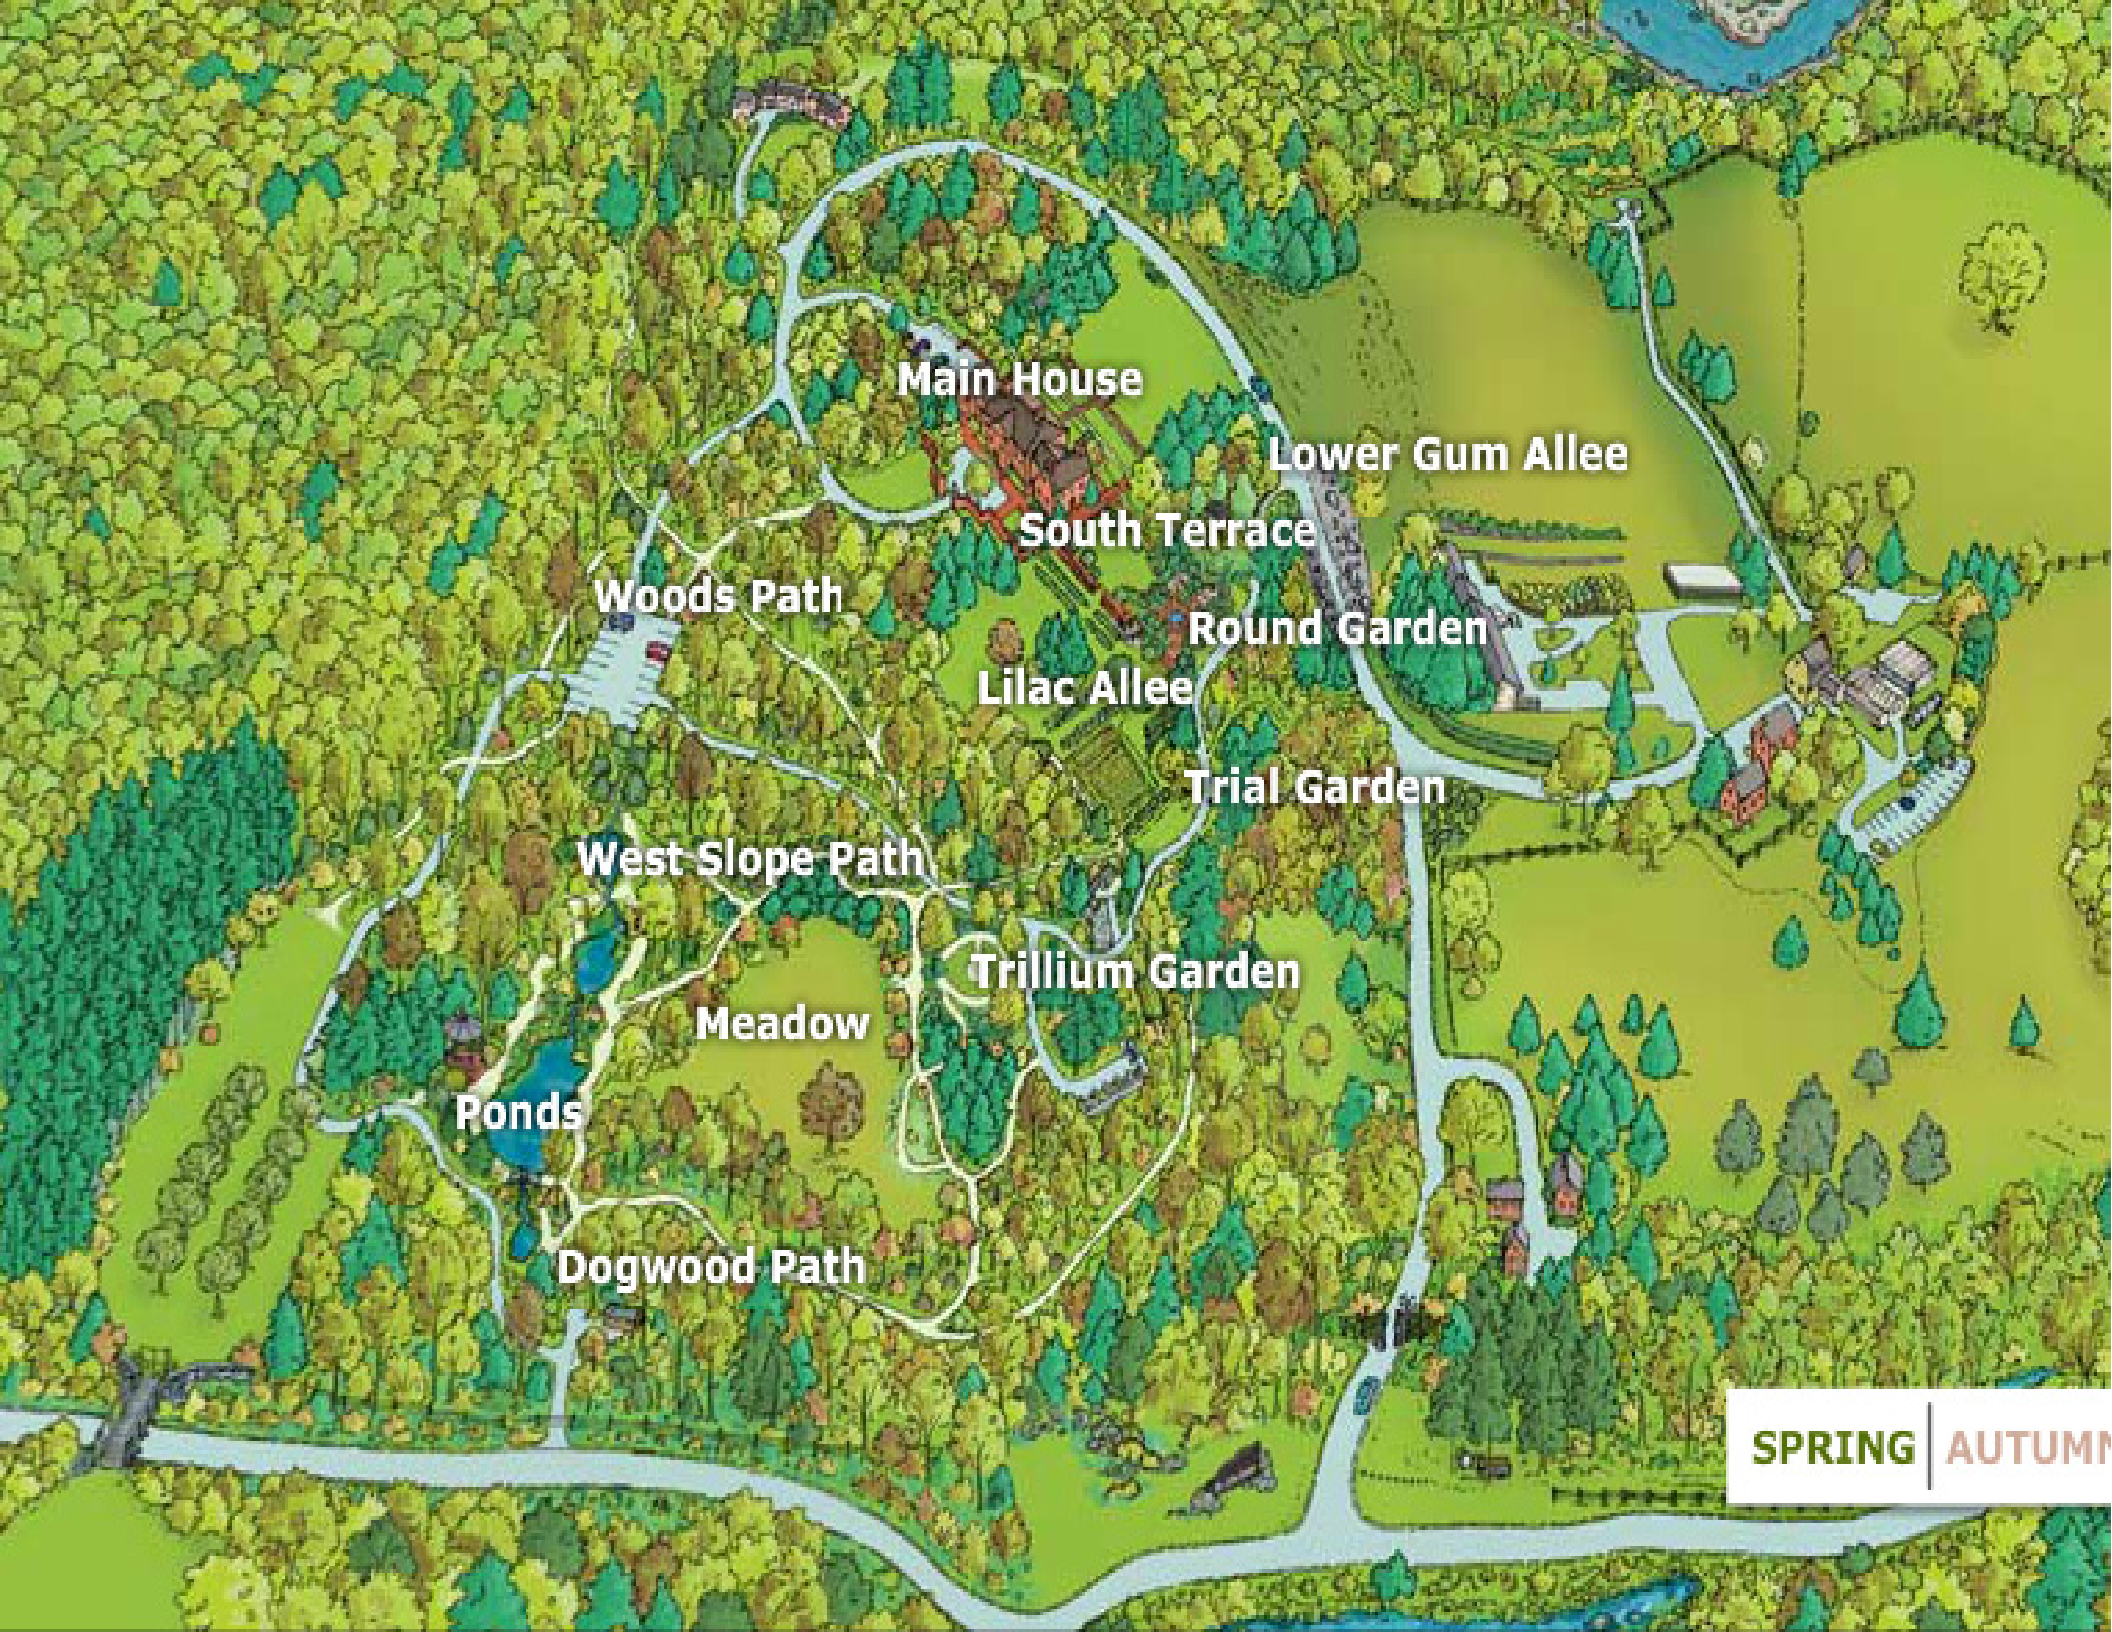 Main House
Lower Gum Allee
South Terrace
Woods Path
Round Garden
Lilac Allee
Trial Garden
West Slope Path
Trillium Garden
Meadow
Ponds
Dogwood Path
SPRING | AUTUMN